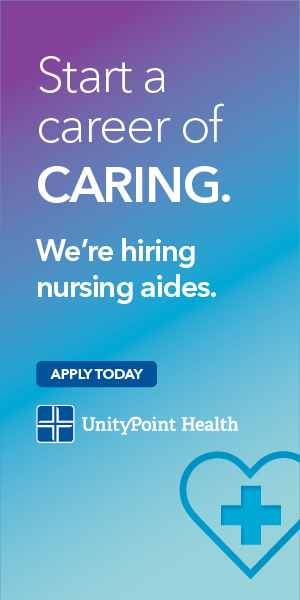 Start a
career of
CARING.
We’re hiring
nursing aides.
APPLY TODAY
UnityPoint Health